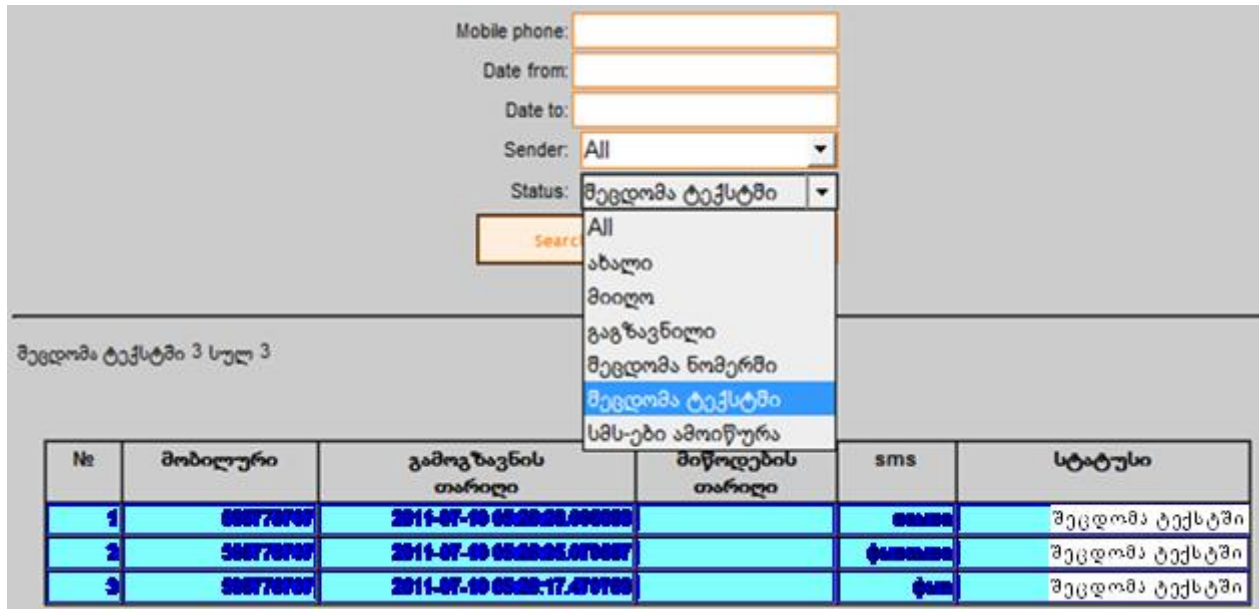 Mobile phone:
Date from:
Date to:
Sender: All
Status: შეცდომა ტექსტში
Searc
All
ახალი
მიიღო
გაგზავნილი
შეცდომა ნომერში
შეცდომა ტექსტში
სმს-ები ამოიწურა
შეცდომა ტექსტში 3 სულ 3
№ მობილური გამოგზავნის თარიღი მიწოდების თარიღი sms სტატუსი
1 შეცდომა ტექსტში
2 შეცდომა ტექსტში
3 შეცდომა ტექსტში